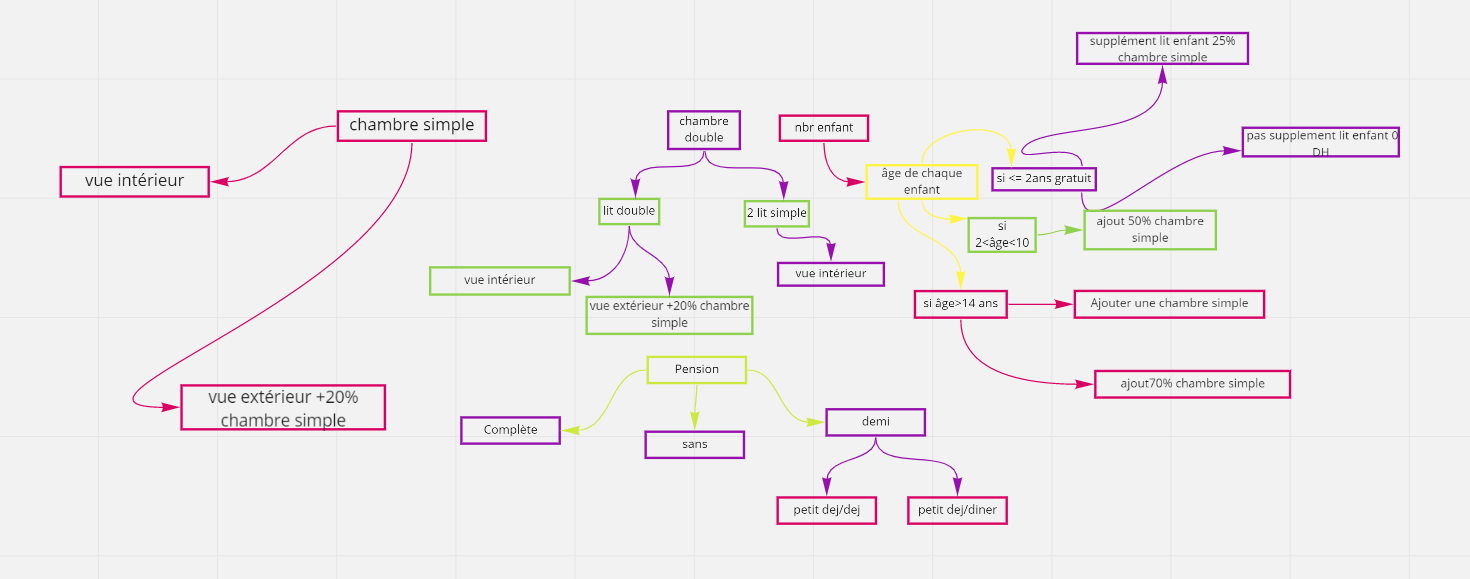 supplément lit enfant 25%
chambre simple
chambre simple
chambre
double
nbr enfant
pas supplement lit enfant 0
DH
vue intérieur
âge de chaque
enfant
si <= 2ans gratuit
lit double
2 lit simple
si
2<âge<10
ajout 50% chambre
simple
vue intérieur
vue intérieur
vue extérieur +20% chambre
simple
si âge>14 ans
Ajouter une chambre simple
vue extérieur +20%
chambre simple
Pension
ajout70% chambre simple
Complète
sans
demi
petit dej/dej
petit dej/diner